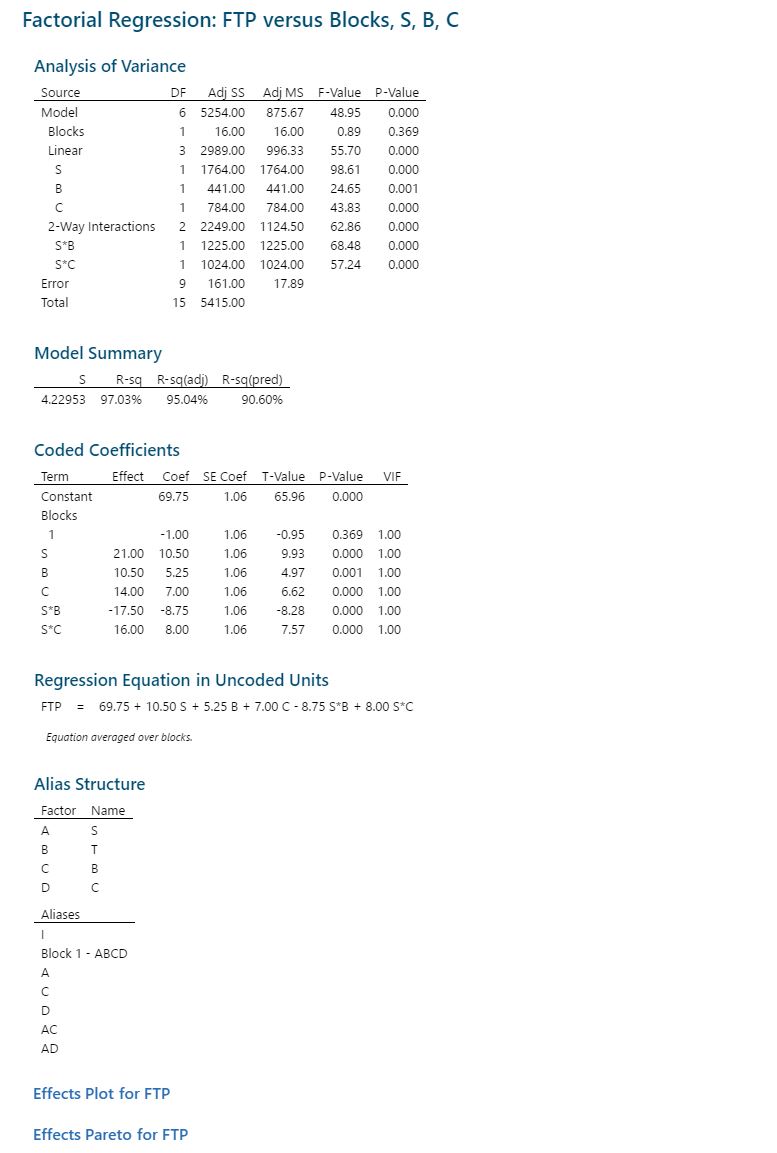 Factorial Regression: FTP versus Blocks, S, B, C
Analysis of Variance
Source DF Adj SS Adj MS F-Value P-Value
Model 6 5254.00 875.67 48.95 0.000
Blocks 1 16.00 16.00 0.89 0.369
Linear 3 2989.00 996.33 55.70 0.000
S 1 1764.00 1764.00 98.61 0.000
B 1 441.00 441.00 24.65 0.001
C 1 784.00 784.00 43.83 0.000
2-Way Interactions 2 2249.00 1124.50 62.86 0.000
S*B 1 1225.00 1225.00 68.48 0.000
S*C 1 1024.00 1024.00 57.24 0.000
Error 9 161.00 17.89
Total 15 5415.00
Model Summary
S R-sq R-sq(adj) R-sq(pred)
4.22953 97.03% 95.04% 90.60%
Coded Coefficients
Term Effect Coef SE Coef T-Value P-Value VIF
Constant 69.75 1.06 65.96 0.000
Blocks
1 -1.00 1.06 -0.95 0.369 1.00
S 21.00 10.50 1.06 9.93 0.000 1.00
B 10.50 5.25 1.06 4.97 0.001 1.00
C 14.00 7.00 1.06 6.62 0.000 1.00
S*B -17.50 -8.75 1.06 -8.28 0.000 1.00
S*C 16.00 8.00 1.06 7.57 0.000 1.00
Regression Equation in Uncoded Units
FTP = 69.75 + 10.50 S + 5.25 B + 7.00 C - 8.75 S*B + 8.00 S*C
Equation averaged over blocks.
Alias Structure
Factor Name
A S
B T
C B
D C
Aliases
I
Block 1 - ABCD
A
C
D
AC
AD
Effects Plot for FTP
Effects Pareto for FTP